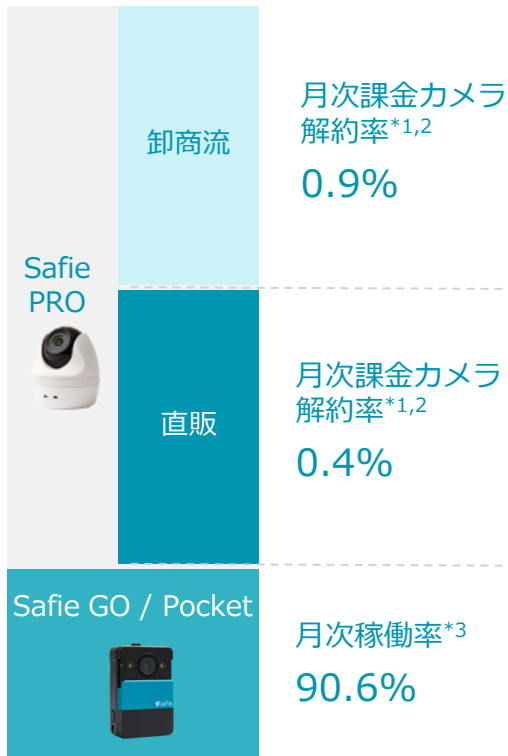 卸商流
月次課金カメラ
解約率*1,2
0.9%
Safie
PRO
直販
月次課金カメラ
解約率*1,2
0.4%
Safie GO / Pocket
safie
月次稼働率*3
90.6%